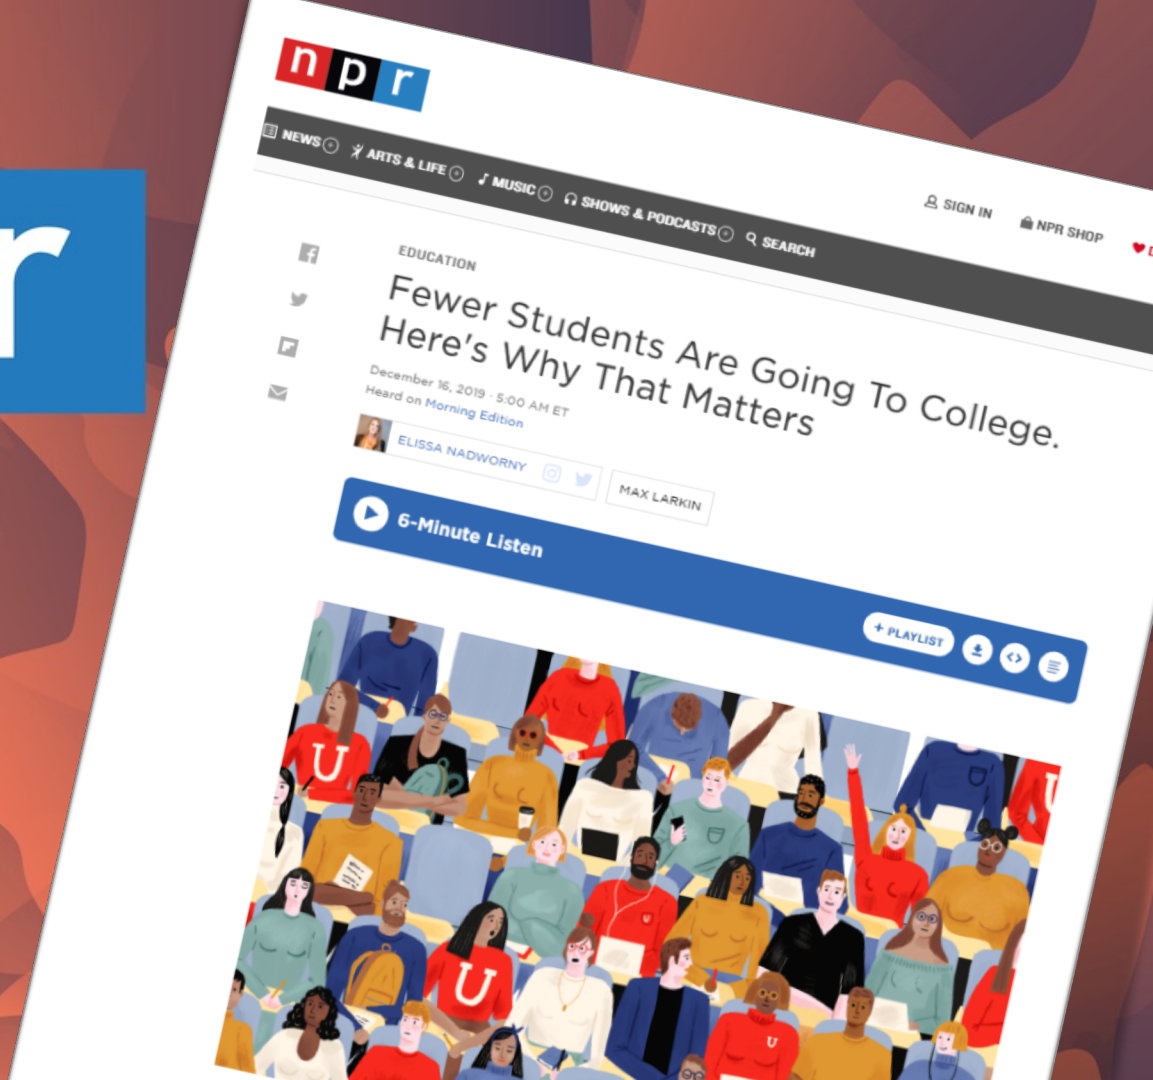 npr
r
NEWS
ARTS & LIFE
MUSIC
SHOWS & PODCASTS
SEARCH
SIGN IN
NPR SHOP
EDUCATION
Fewer Students Are Going To College.
Here's Why That Matters
December 16, 2019 · 5:00 AM ET
Heard on Morning Edition
ELISSA NADWORNY
MAX LARKIN
6-Minute Listen
+ PLAYLIST
U
U
U
U
U